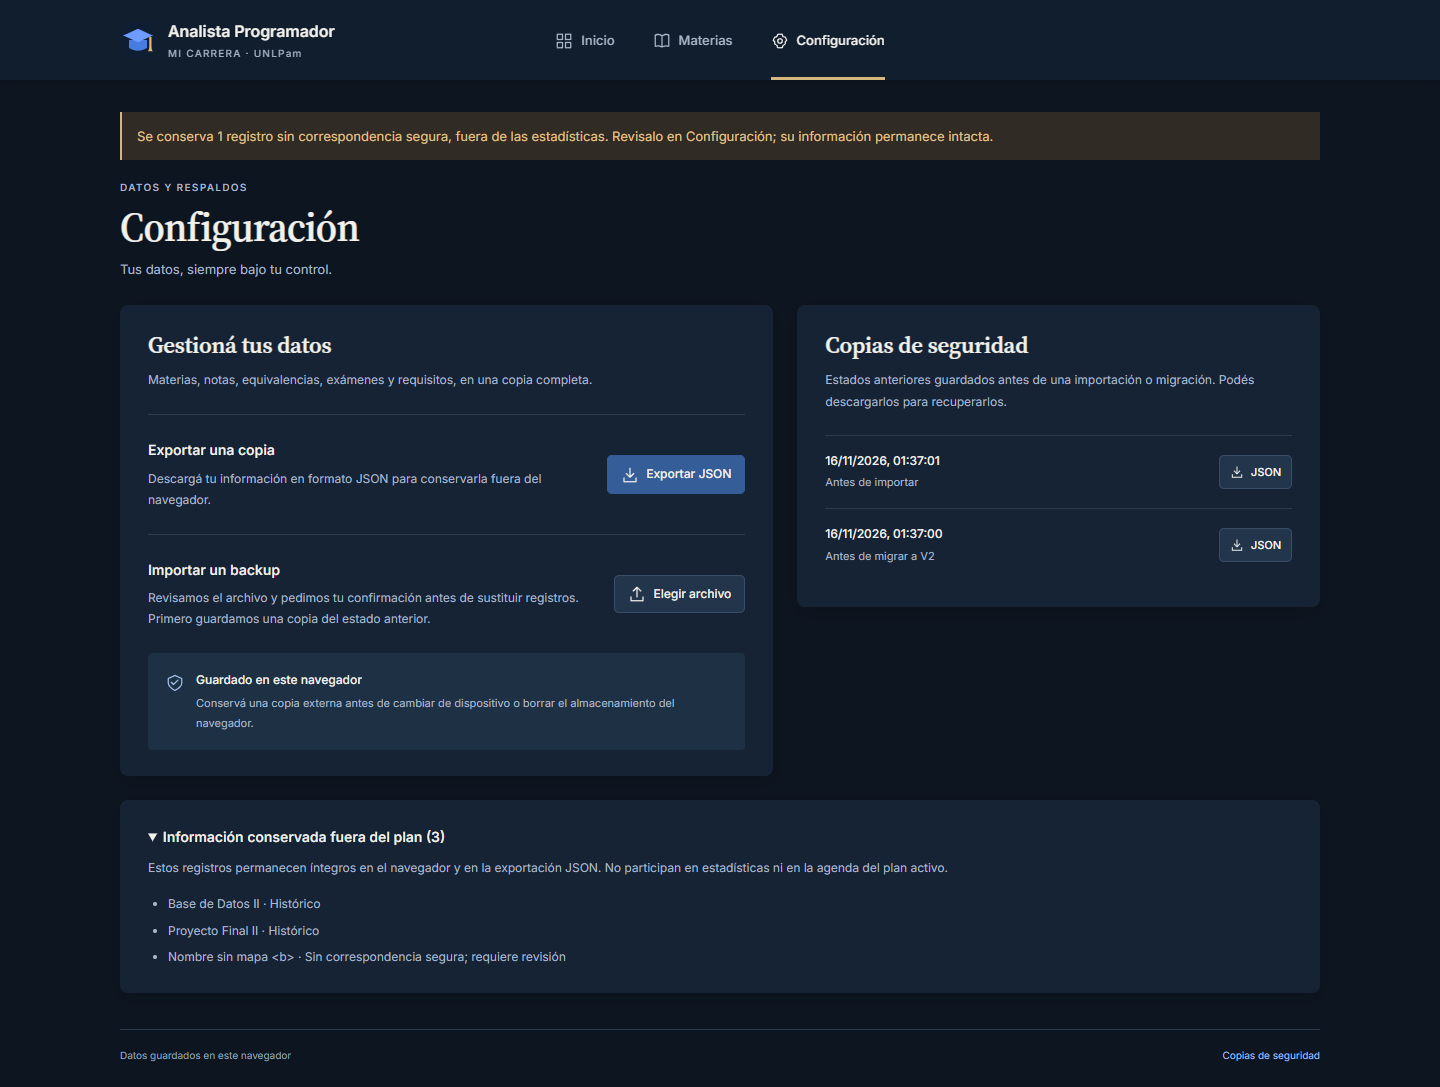 Analista Programador
MI CARRERA · UNLPam
Inicio
Materias
Configuración
Se conserva 1 registro sin correspondencia segura, fuera de las estadísticas. Revisalo en Configuración; su información permanece intacta.
DATOS Y RESPALDOS
Configuración
Tus datos, siempre bajo tu control.
Gestioná tus datos
Materias, notas, equivalencias, exámenes y requisitos, en una copia completa.
Exportar una copia
Descargá tu información en formato JSON para conservarla fuera del
navegador.
Exportar JSON
Importar un backup
Revisamos el archivo y pedimos tu confirmación antes de sustituir registros.
Primero guardamos una copia del estado anterior.
Elegir archivo
Guardado en este navegador
Conservá una copia externa antes de cambiar de dispositivo o borrar el almacenamiento del
navegador.
Copias de seguridad
Estados anteriores guardados antes de una importación o migración. Podés
descargarlos para recuperarlos.
16/11/2026, 01:37:01
Antes de importar
JSON
16/11/2026, 01:37:00
Antes de migrar a V2
JSON
Información conservada fuera del plan (3)
Estos registros permanecen íntegros en el navegador y en la exportación JSON. No participan en estadísticas ni en la agenda del plan activo.
Base de Datos II · Histórico
Proyecto Final II · Histórico
Nombre sin mapa <b> · Sin correspondencia segura; requiere revisión
Datos guardados en este navegador
Copias de seguridad